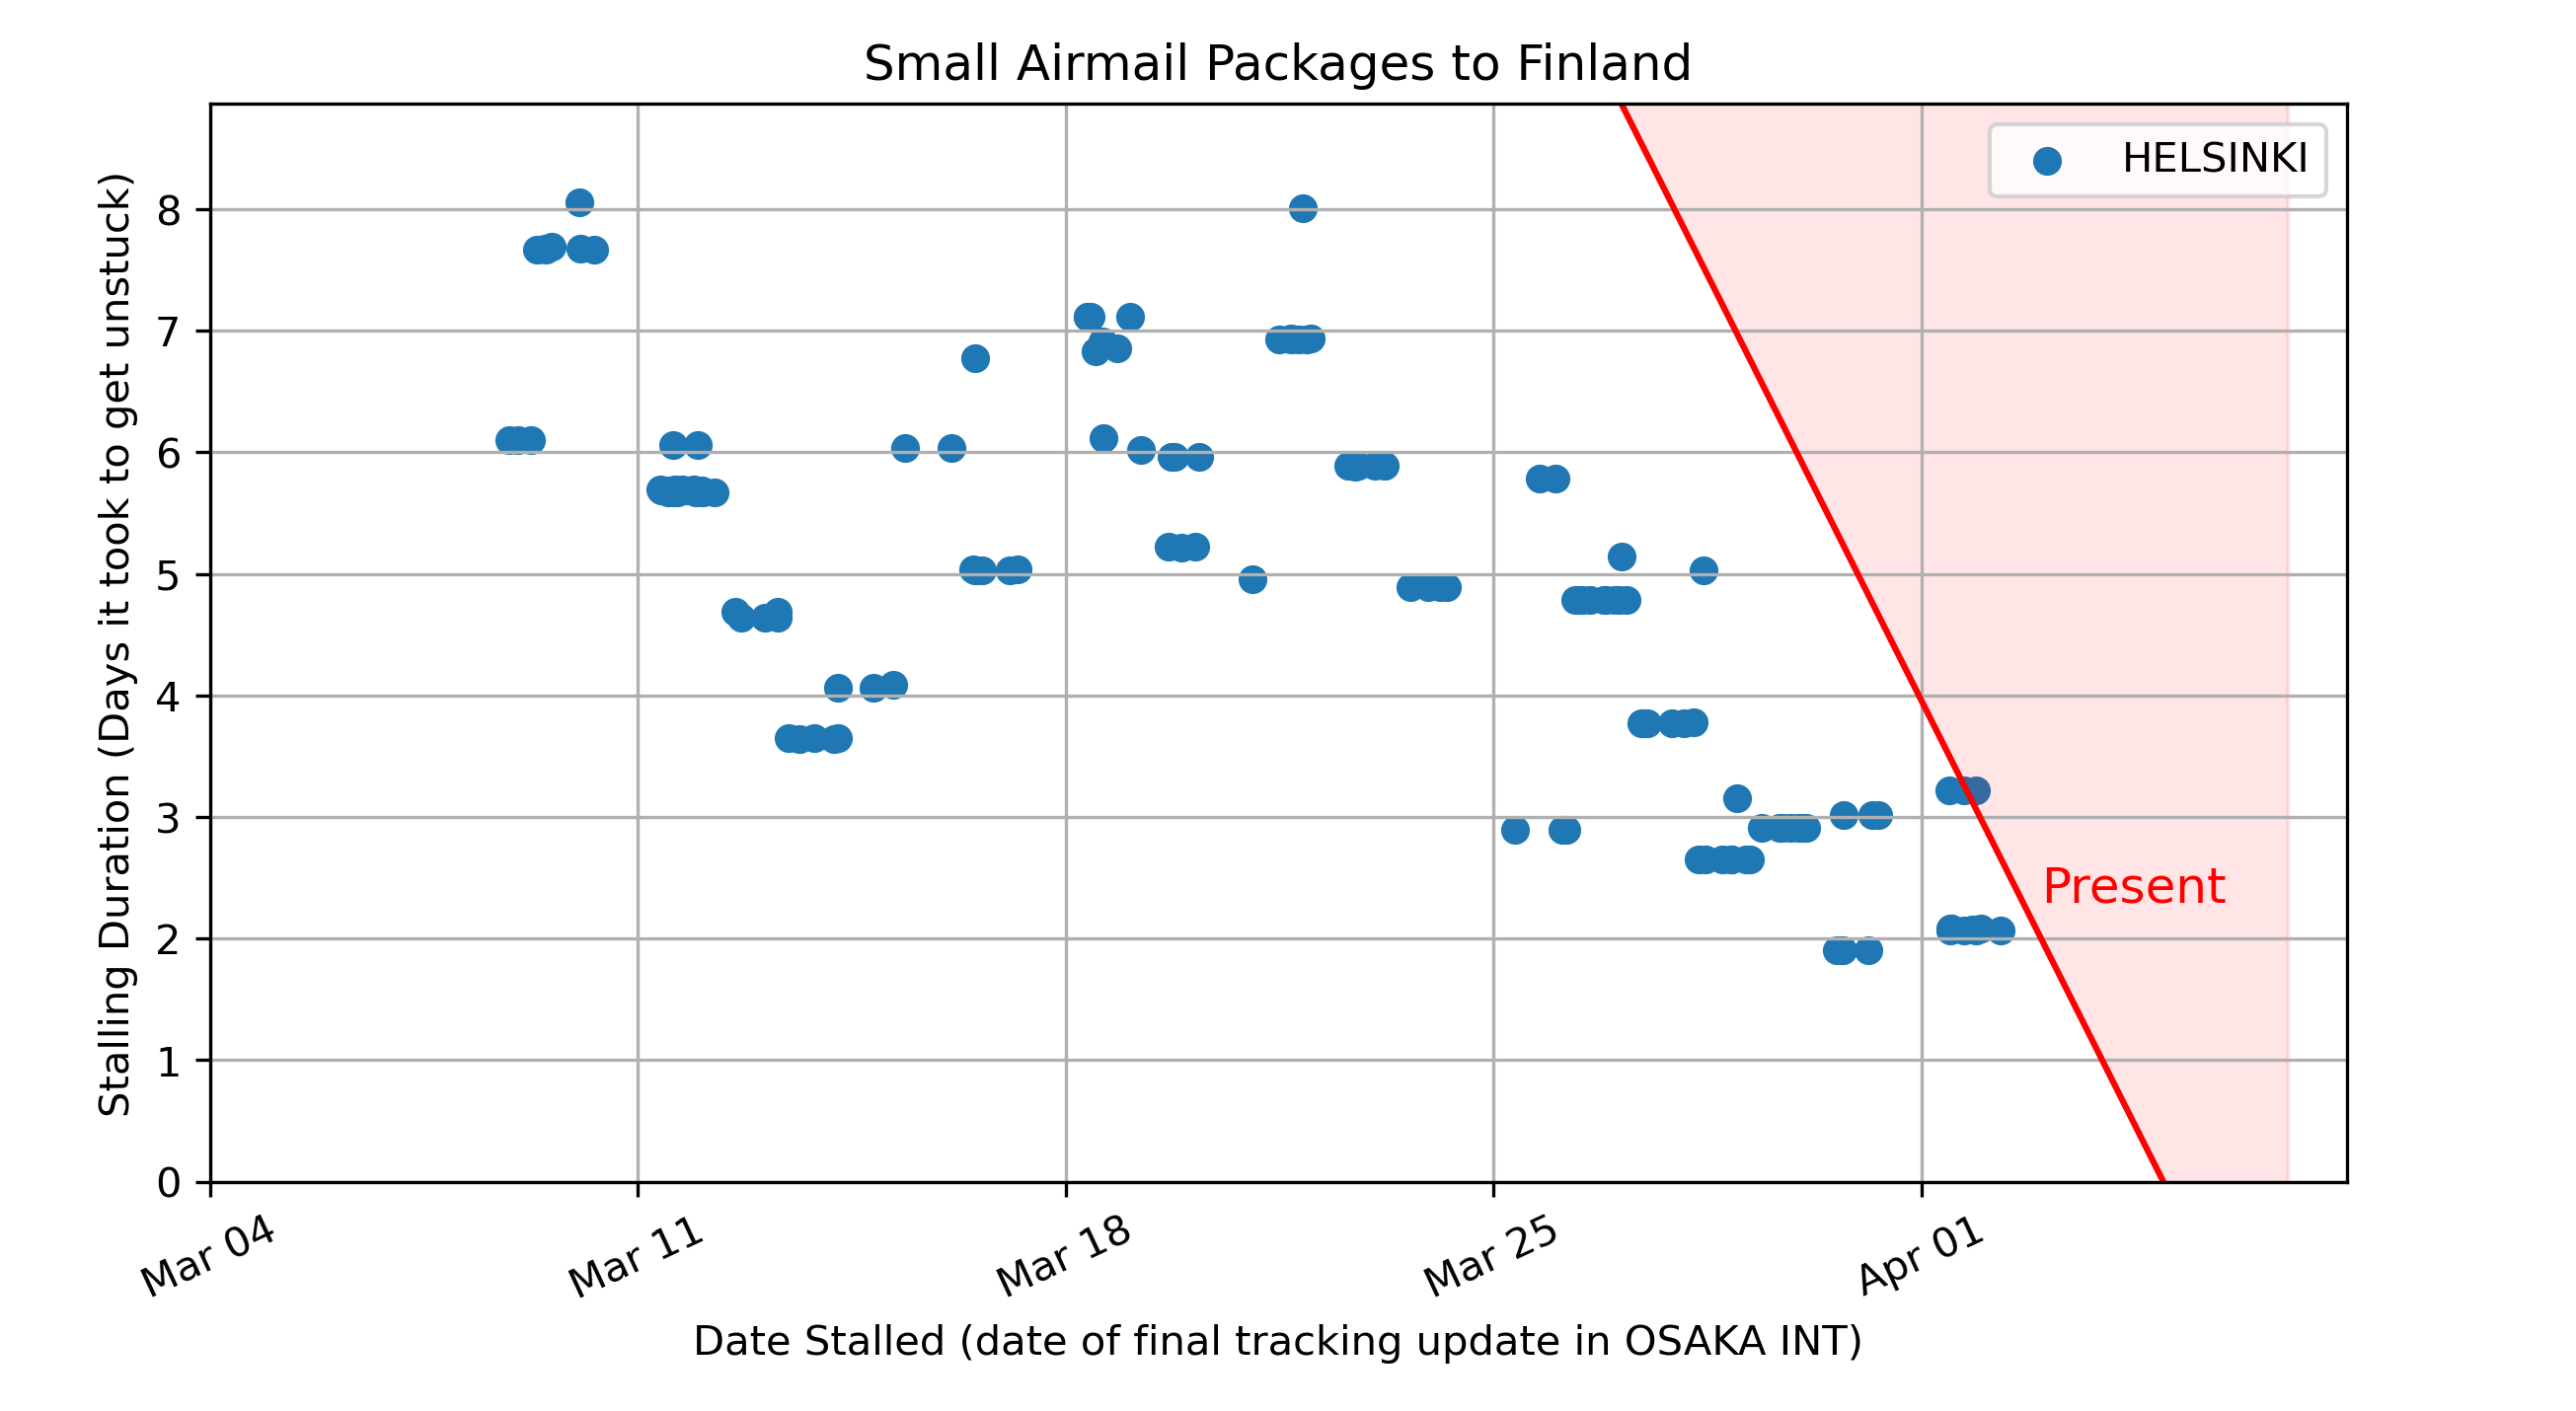 Small Airmail Packages to Finland
HELSINKI
Stalling Duration (Days it took to get unstuck)
8
7
6
5
4
3
2
1
0
Present
Mar 04
Mar 11
Mar 18
Mar 25
Apr 01
Date Stalled (date of final tracking update in OSAKA INT)